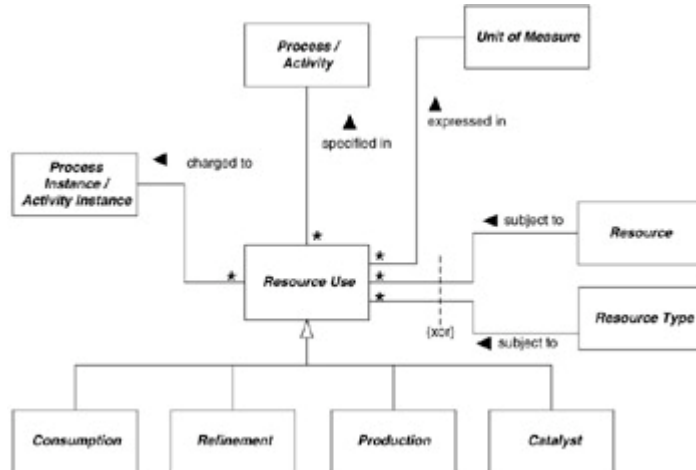 Process /
Activity
Unit of Measure
specified in
expressed in
Process
Instance /
Activity Instance
charged to
*
*
Resource Use
*
*
*
subject to
Resource
{xor}
subject to
Resource Type
Consumption
Refinement
Production
Catalyst